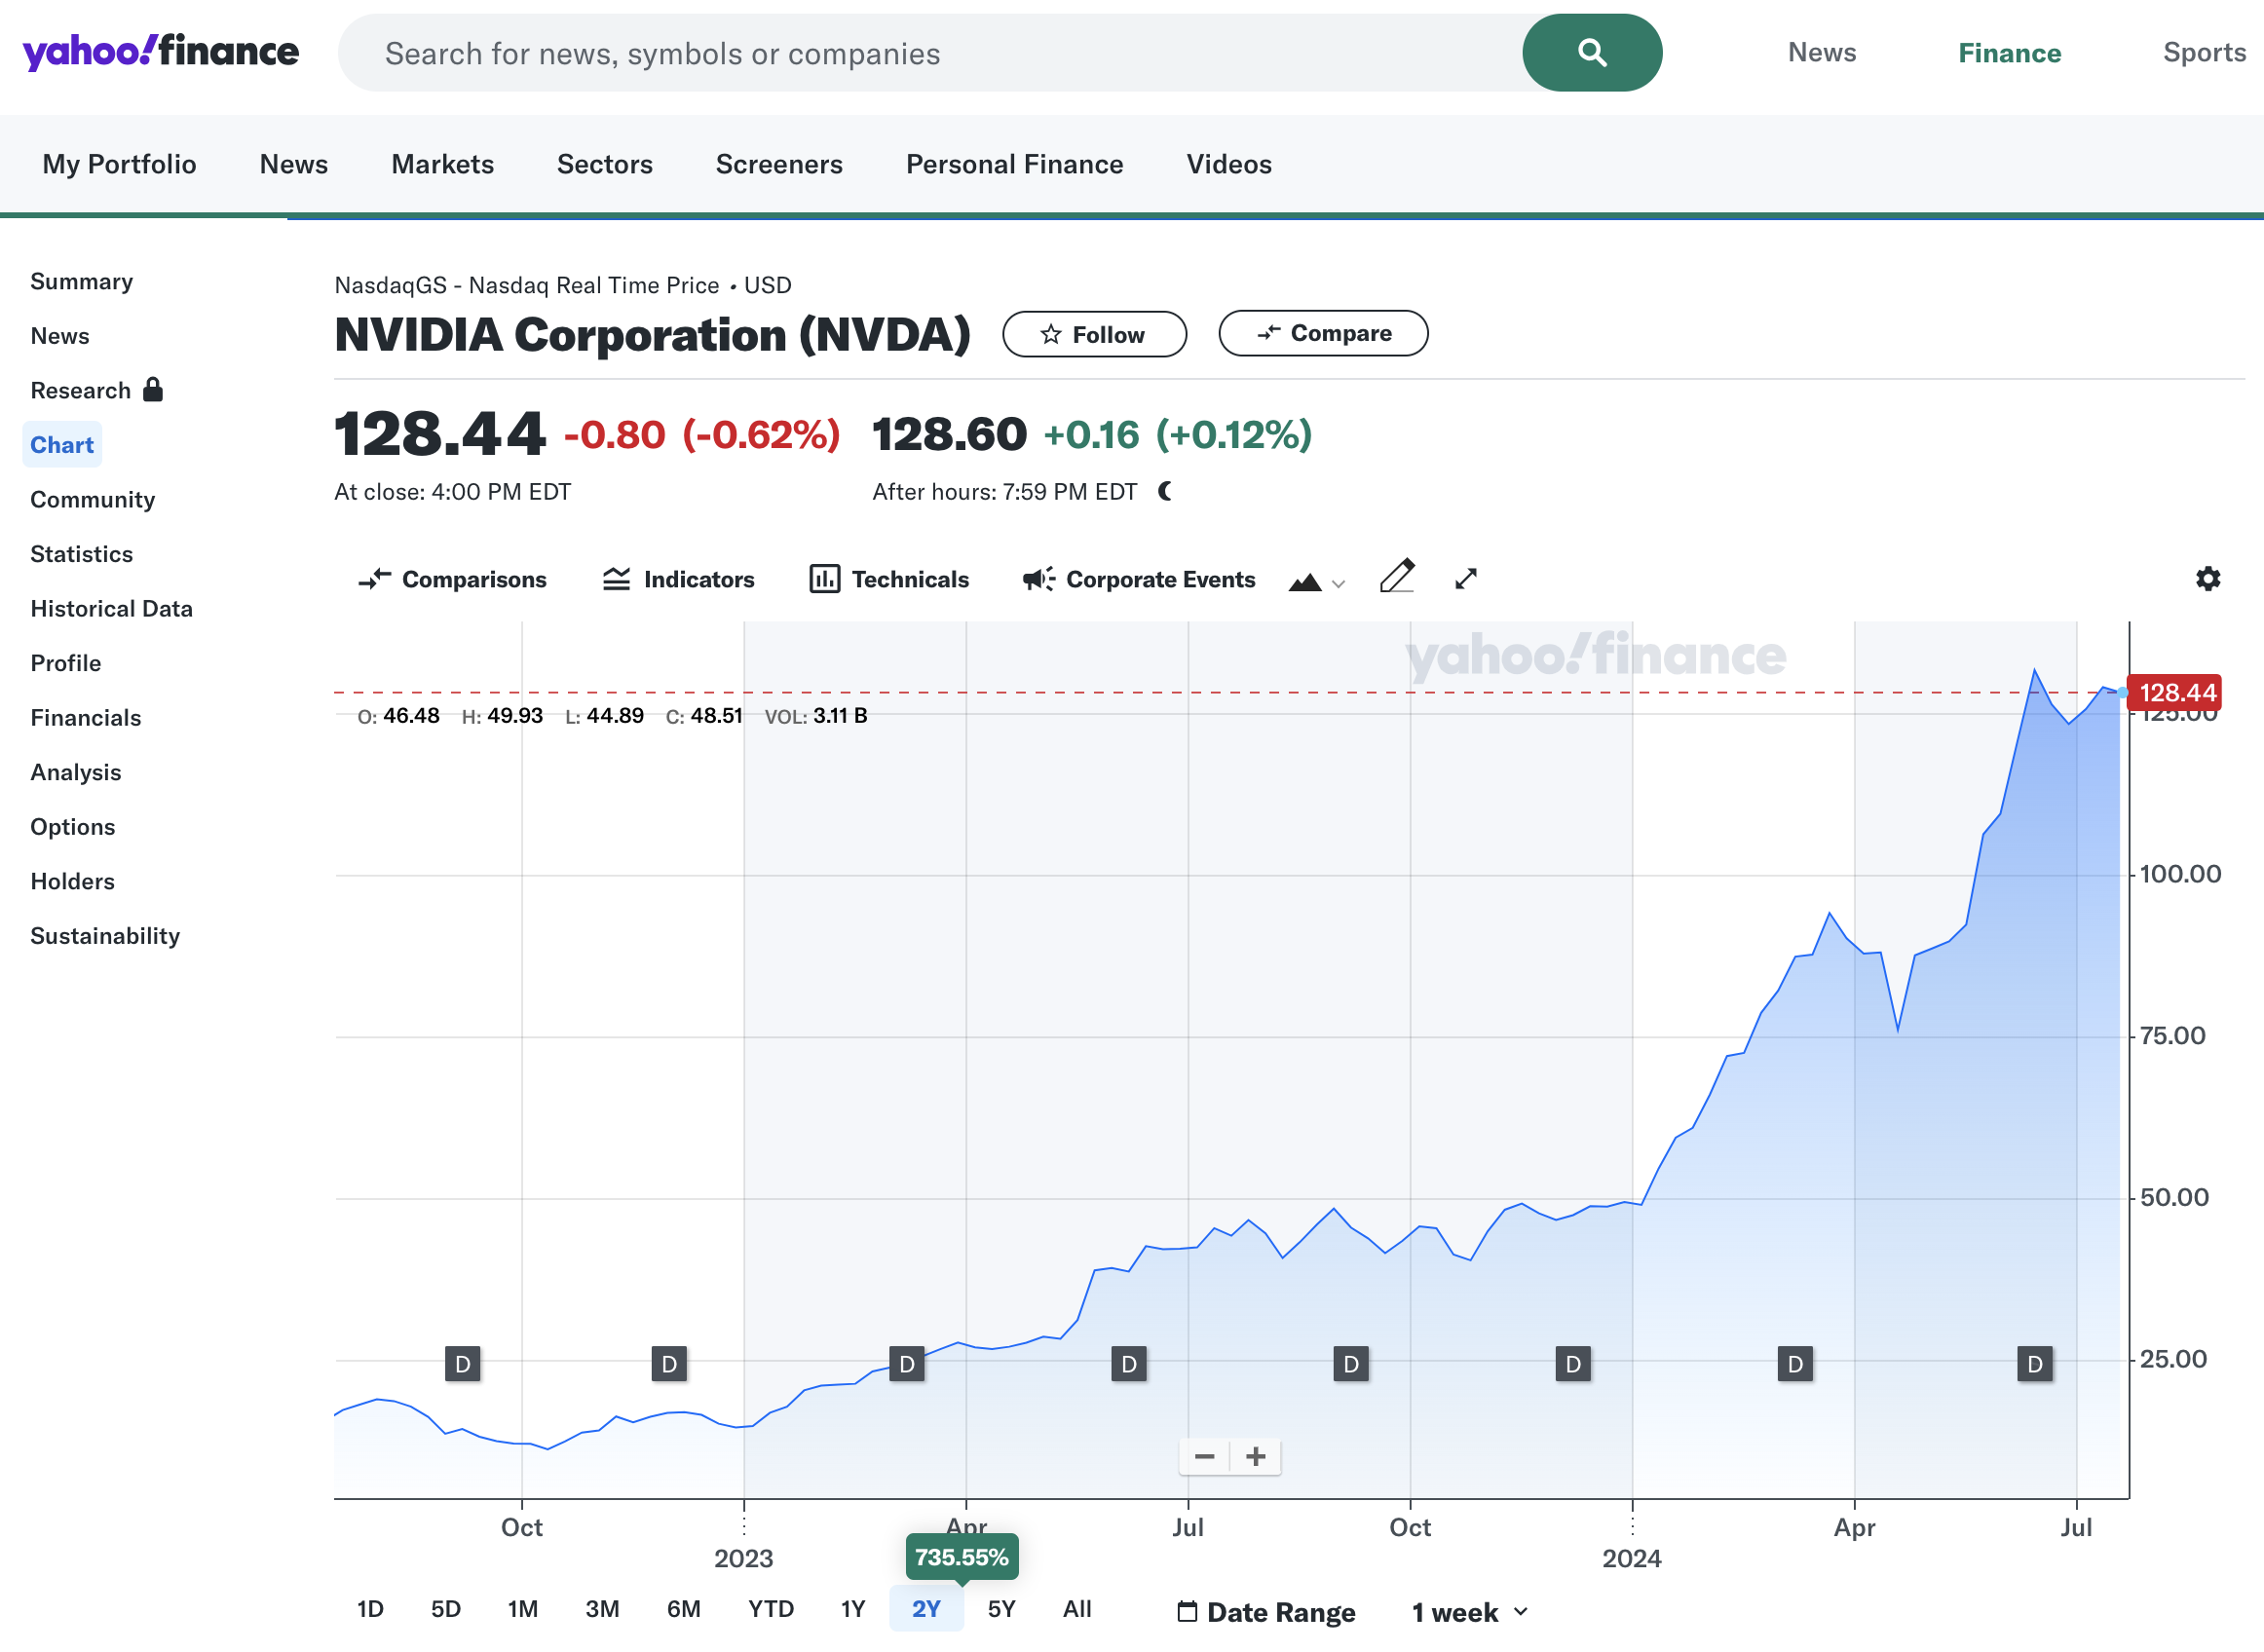 yahoo!finance
Search for news, symbols or companies
News Finance Sports
My Portfolio News Markets Sectors Screeners Personal Finance Videos
Summary
News
Research
Chart
Community
Statistics
Historical Data
Profile
Financials
Analysis
Options
Holders
Sustainability
NasdaqGS - Nasdaq Real Time Price • USD
NVIDIA Corporation (NVDA) Follow Compare
128.44 -0.80 (-0.62%) 128.60 +0.16 (+0.12%)
At close: 4:00 PM EDT After hours: 7:59 PM EDT
Comparisons Indicators Technicals Corporate Events
yahoo!finance
128.44
O: 46.48 H: 49.93 L: 44.89 C: 48.51 VOL: 3.11 B
125.00
100.00
75.00
50.00
25.00
D D D D D D D D
− +
Oct Apr Jul Oct Apr Jul
2023 2024
735.55%
1D 5D 1M 3M 6M YTD 1Y 2Y 5Y All Date Range 1 week